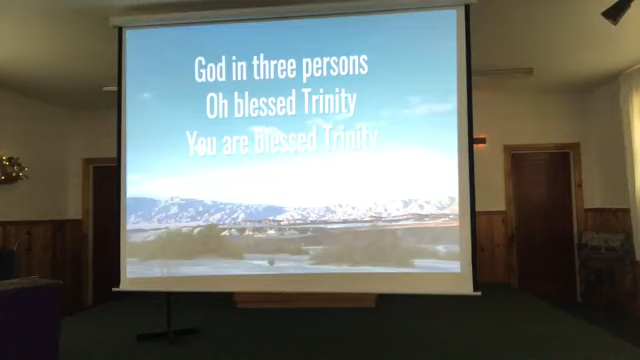 God in three persons
Oh blessed Trinity
You are blessed Trinity